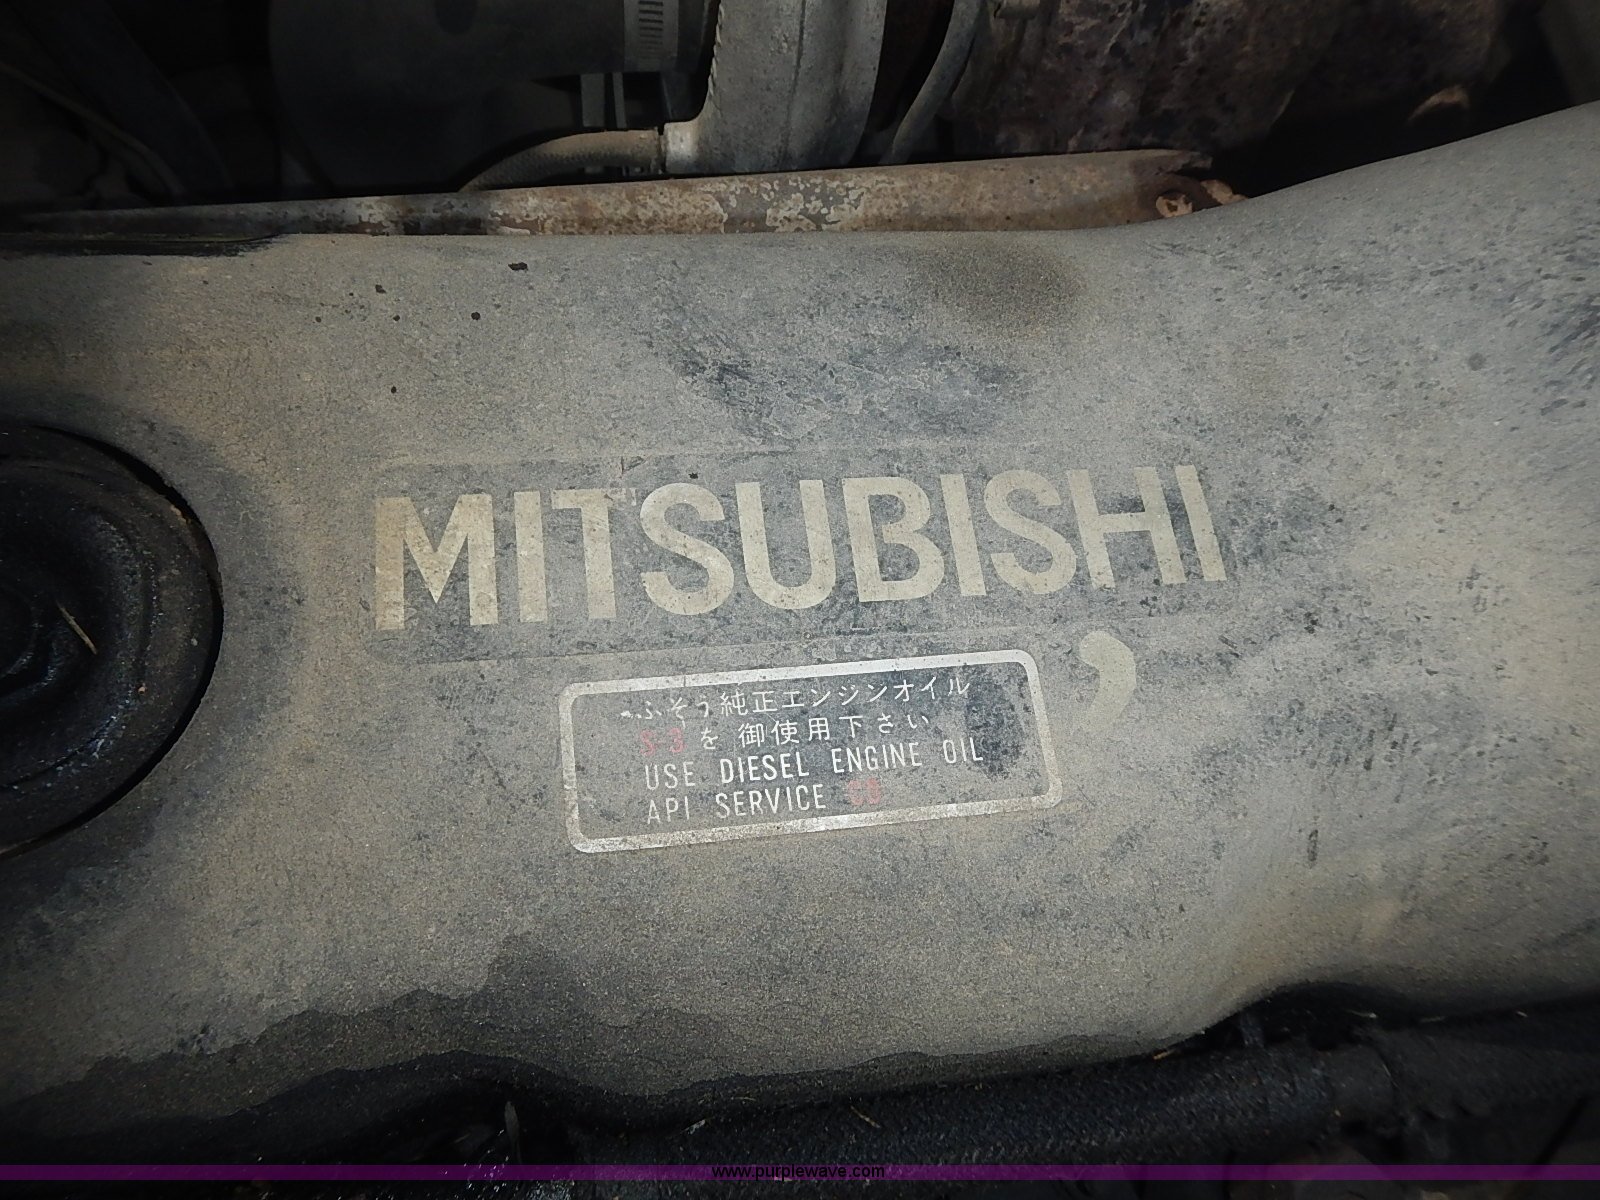 MITSUBISHI
ふそう純正エンジンオイル
S-3を御使用下さい
USE DIESEL ENGINE OIL
API SERVICE
www.purplewave.com